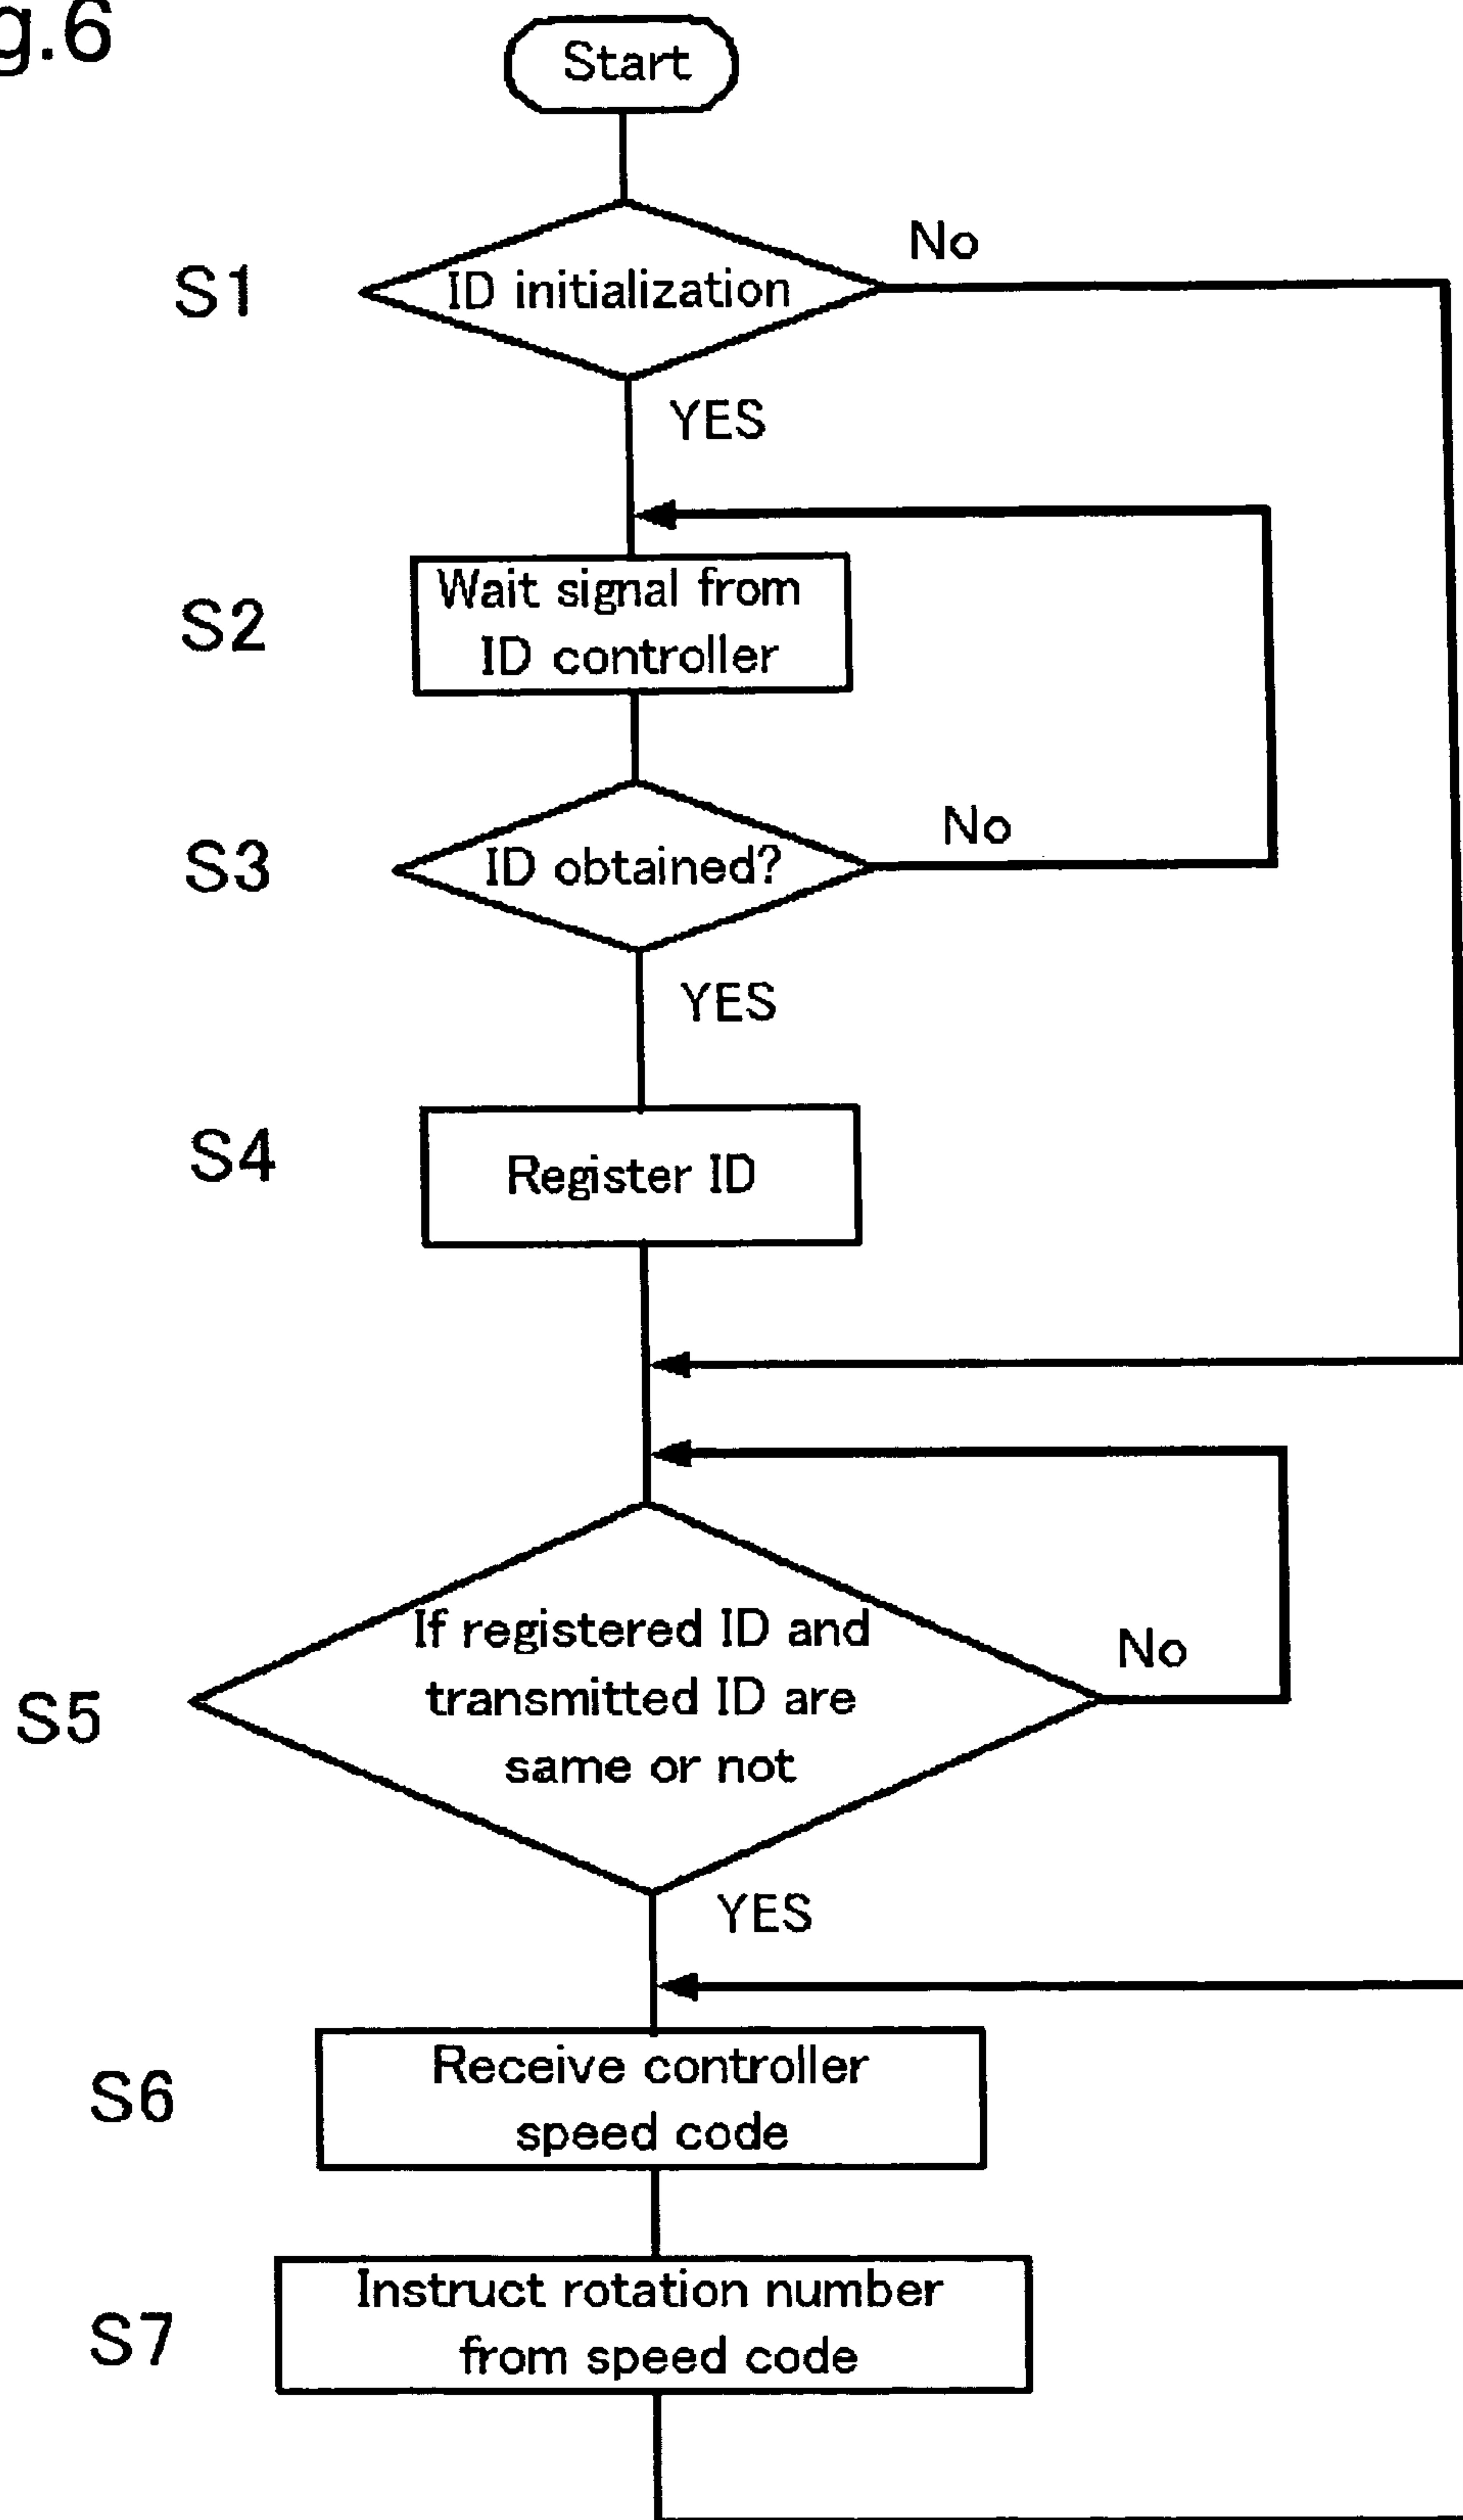 g.6
Start
No
S1
ID initialization
YES
S2
Wait signal from
ID controller
No
S3
ID obtained?
YES
S4
Register ID
If registered ID and
No
transmitted ID are
S5
same or not
YES
S6
Receive controller
speed code
S7
Instruct rotation number
from speed code